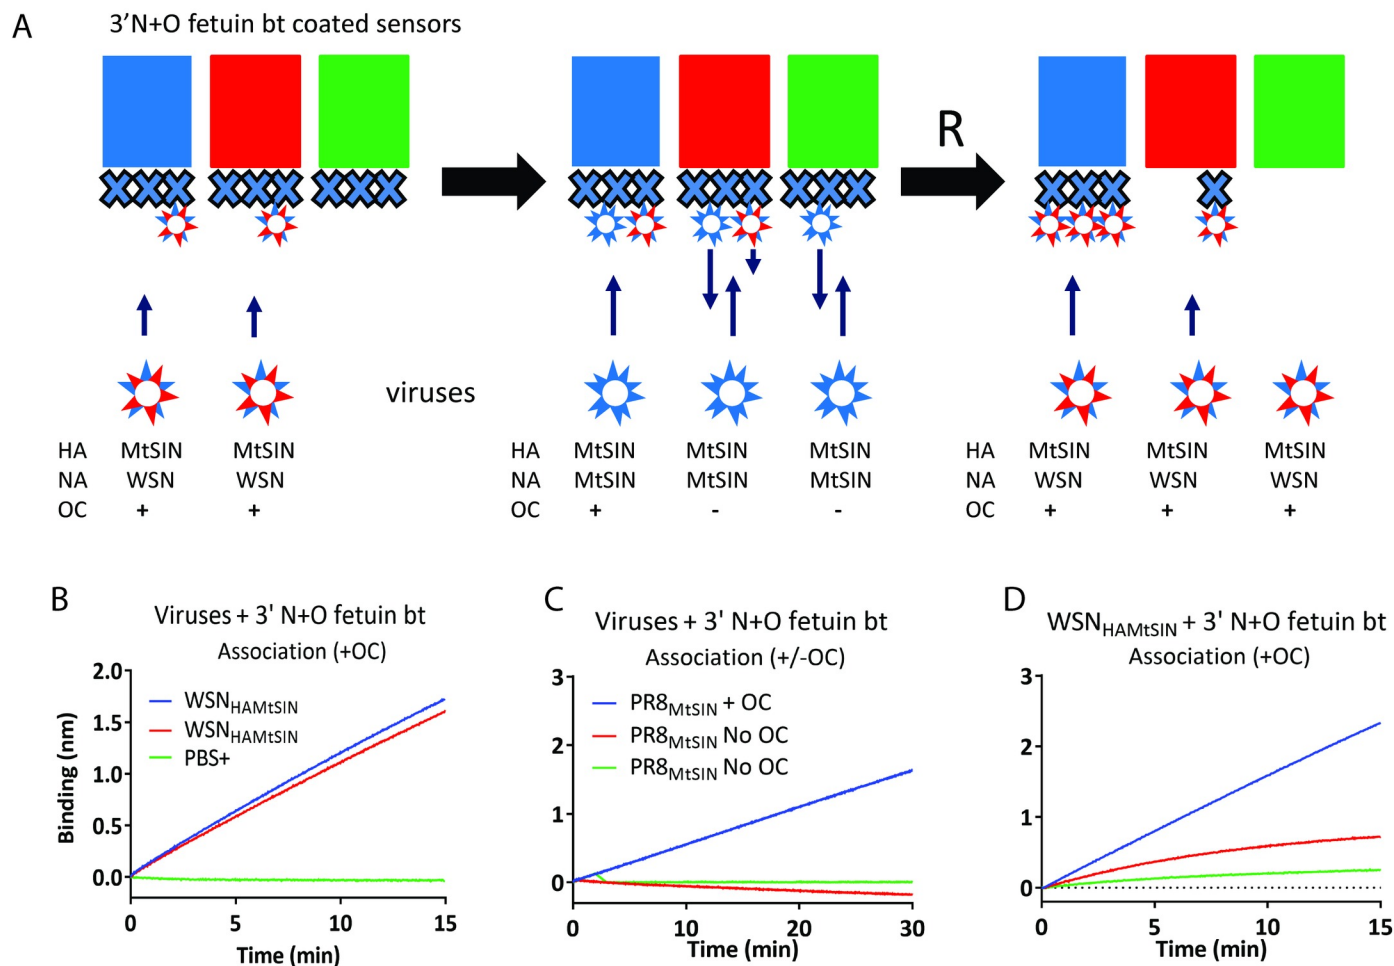 A
3'N+O fetuin bt coated sensors
R
viruses
HA MtSIN MtSIN
NA WSN WSN
OC + +
HA MtSIN MtSIN MtSIN
NA MtSIN MtSIN MtSIN
OC + - -
HA MtSIN MtSIN MtSIN
NA WSN WSN WSN
OC + + +
B
Viruses + 3' N+O fetuin bt
Association (+OC)
Binding (nm)
2.0
1.5
1.0
0.5
0.0
WSNHAMtSIN
WSNHAMtSIN
PBS+
0 5 10 15
Time (min)
C
Viruses + 3' N+O fetuin bt
Association (+/-OC)
3
2
1
0
PR8MtSIN + OC
PR8MtSIN No OC
PR8MtSIN No OC
0 10 20 30
Time (min)
D
WSNHAMtSIN + 3' N+O fetuin bt
Association (+OC)
3
2
1
0
0 5 10 15
Time (min)